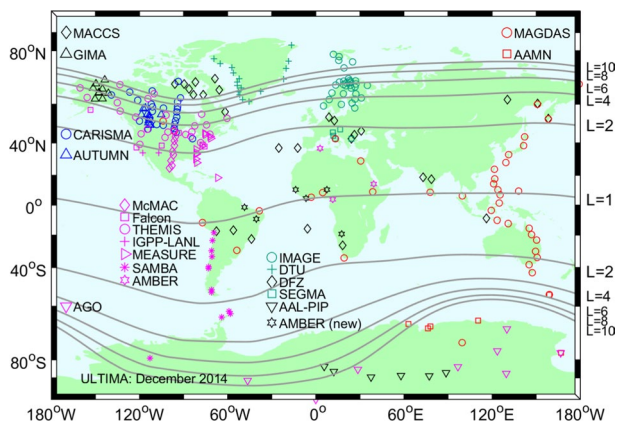 MACCS
GIMA
MAGDAS
AAMN
80°N
L=10
L=8
L=6
L=4
L=2
CARISMA
AUTUMN
40°N
McMAC
Falcon
THEMIS
IGPP-LANL
MEASURE
SAMBA
AMBER
L=1
0°
IMAGE
DTU
DFZ
SEGMA
AAL-PIP
AMBER (new)
40°S
L=2
L=4
L=6
L=8
L=10
AGO
80°S
ULTIMA: December 2014
180°W 120°W 60°W 0° 60°E 120°E 180°W